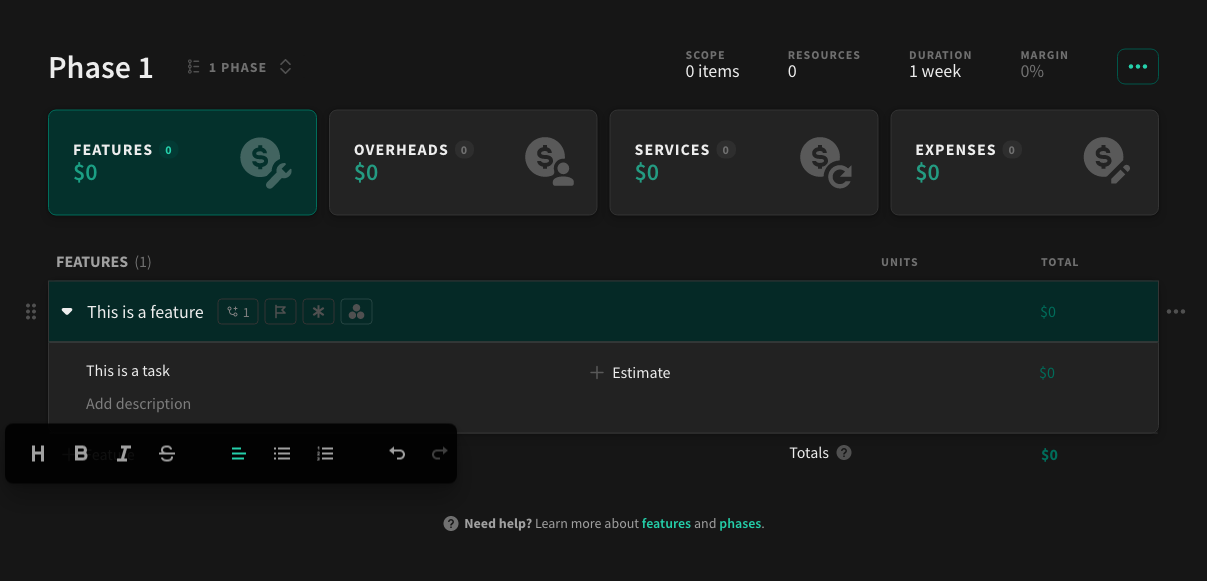 Phase 1
1 PHASE
SCOPE
0 items
RESOURCES
0
DURATION
1 week
MARGIN
0%
FEATURES 0
$0
OVERHEADS 0
$0
SERVICES 0
$0
EXPENSES 0
$0
FEATURES (1)
UNITS
TOTAL
This is a feature 1
$0
This is a task
Estimate
$0
Add description
H B I S
Feature
Totals ?
$0
Need help? Learn more about features and phases.